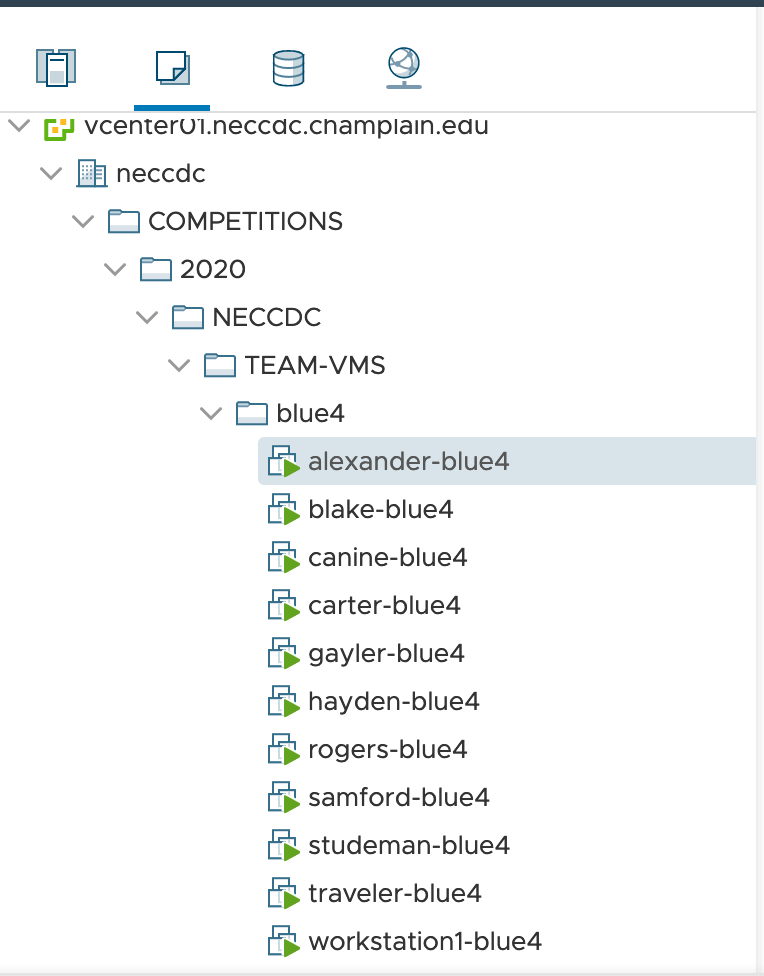 vcenter01.neccdc.champlain.edu
neccdc
COMPETITIONS
2020
NECCDC
TEAM-VMS
blue4
alexander-blue4
blake-blue4
canine-blue4
carter-blue4
gayler-blue4
hayden-blue4
rogers-blue4
samford-blue4
studeman-blue4
traveler-blue4
workstation1-blue4